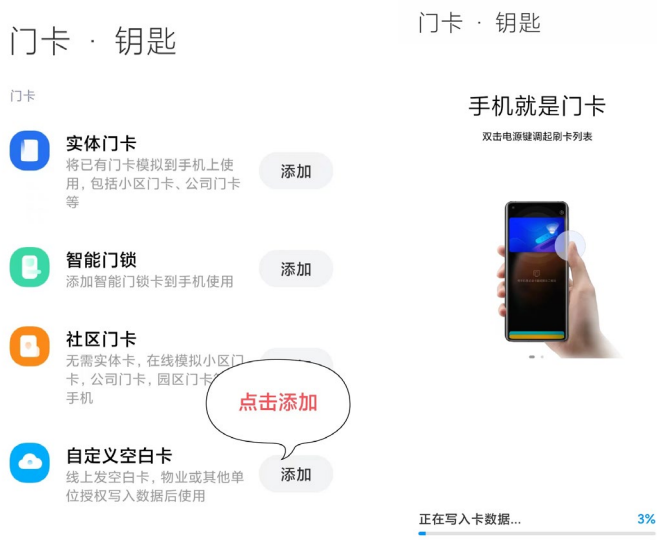 门卡 · 钥匙
门卡
实体门卡
将已有门卡模拟到手机上使
用, 包括小区门卡、公司门卡
等
添加
智能门锁
添加智能门锁卡到手机使用
添加
社区门卡
无需实体卡, 在线模拟小区门
卡, 公司门卡, 园区门卡
手机
点击添加
自定义空白卡
线上发空白卡, 物业或其他单
位授权写入数据后使用
添加
门卡 · 钥匙
手机就是门卡
双击电源键调起刷卡列表
正在写入卡数据...
3%